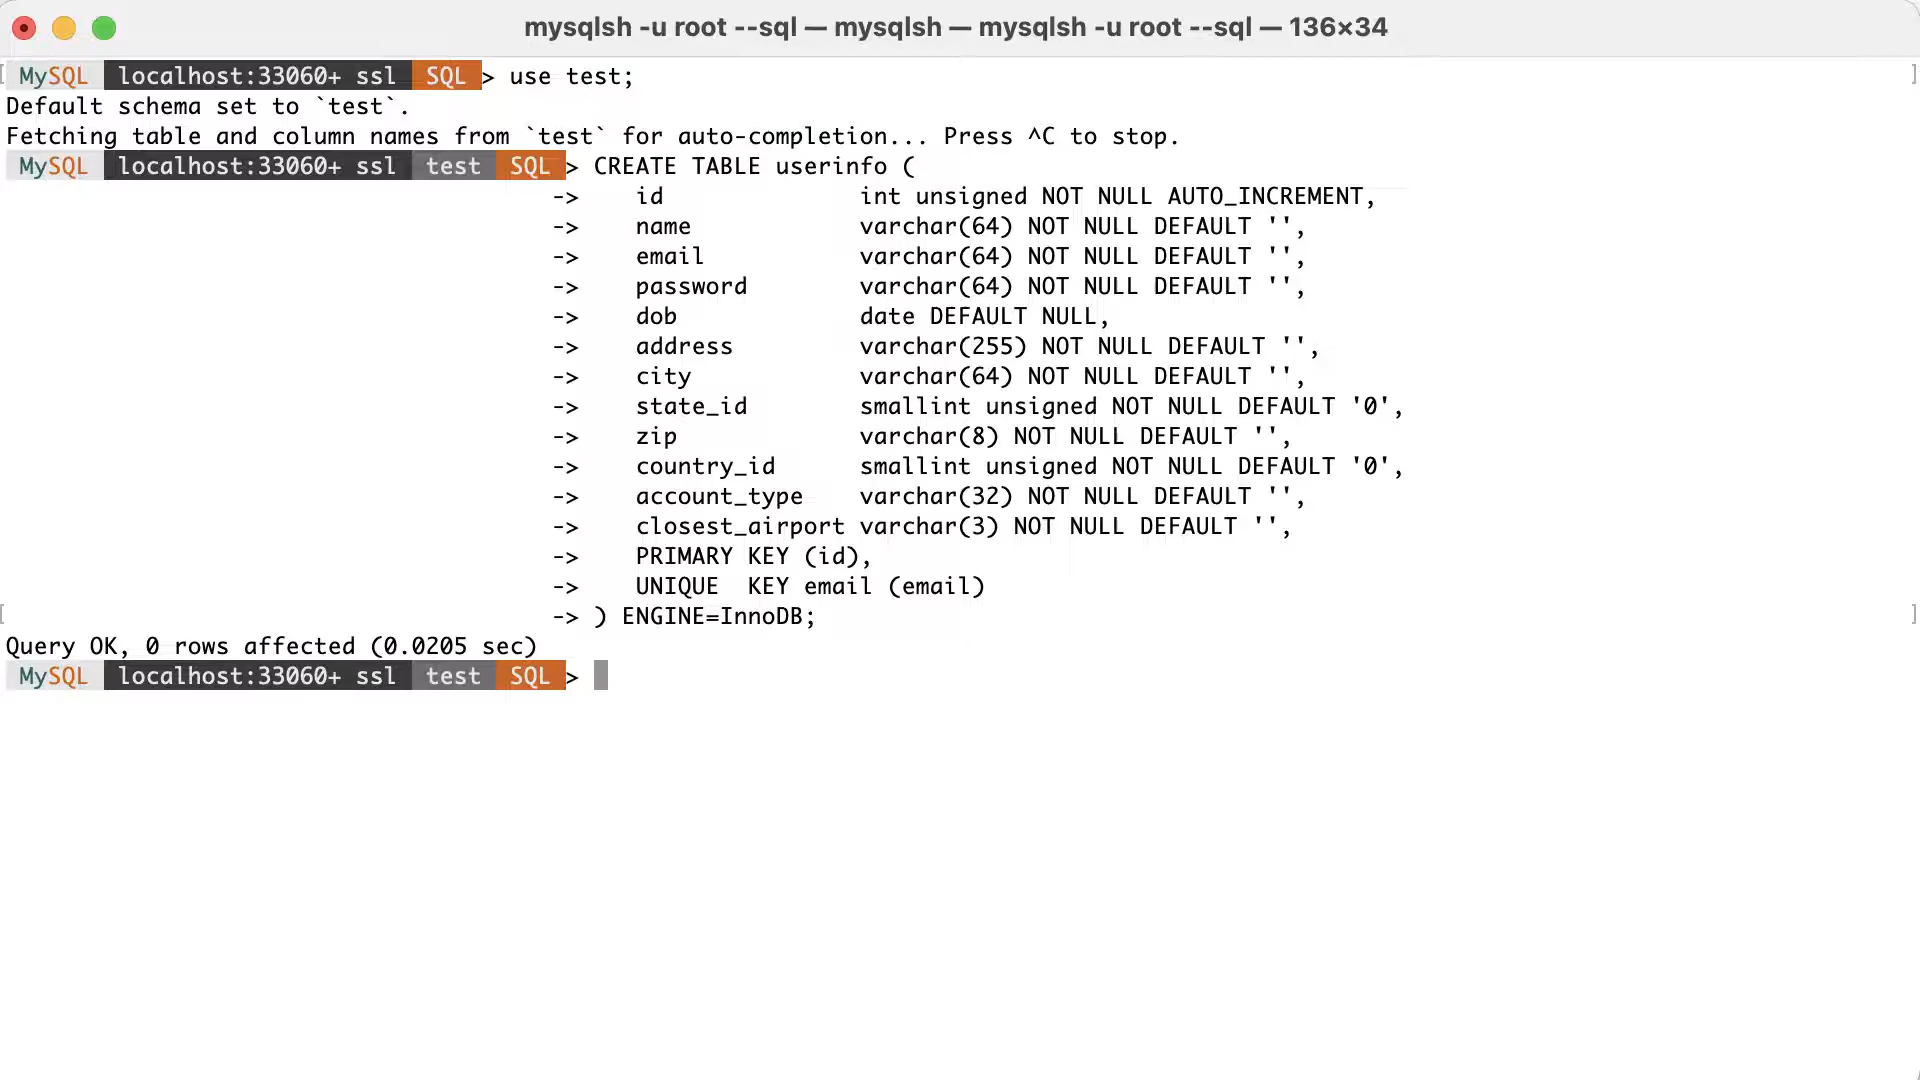 mysqlsh -u root --sql — mysqlsh — mysqlsh -u root --sql — 136×34
MySQL localhost:33060+ ssl SQL > use test;
Default schema set to `test`.
Fetching table and column names from `test` for auto-completion... Press ^C to stop.
MySQL localhost:33060+ ssl test SQL > CREATE TABLE userinfo (
-> id int unsigned NOT NULL AUTO_INCREMENT,
-> name varchar(64) NOT NULL DEFAULT '',
-> email varchar(64) NOT NULL DEFAULT '',
-> password varchar(64) NOT NULL DEFAULT '',
-> dob date DEFAULT NULL,
-> address varchar(255) NOT NULL DEFAULT '',
-> city varchar(64) NOT NULL DEFAULT '',
-> state_id smallint unsigned NOT NULL DEFAULT '0',
-> zip varchar(8) NOT NULL DEFAULT '',
-> country_id smallint unsigned NOT NULL DEFAULT '0',
-> account_type varchar(32) NOT NULL DEFAULT '',
-> closest_airport varchar(3) NOT NULL DEFAULT '',
-> PRIMARY KEY (id),
-> UNIQUE KEY email (email)
-> ) ENGINE=InnoDB;
Query OK, 0 rows affected (0.0205 sec)
MySQL localhost:33060+ ssl test SQL >